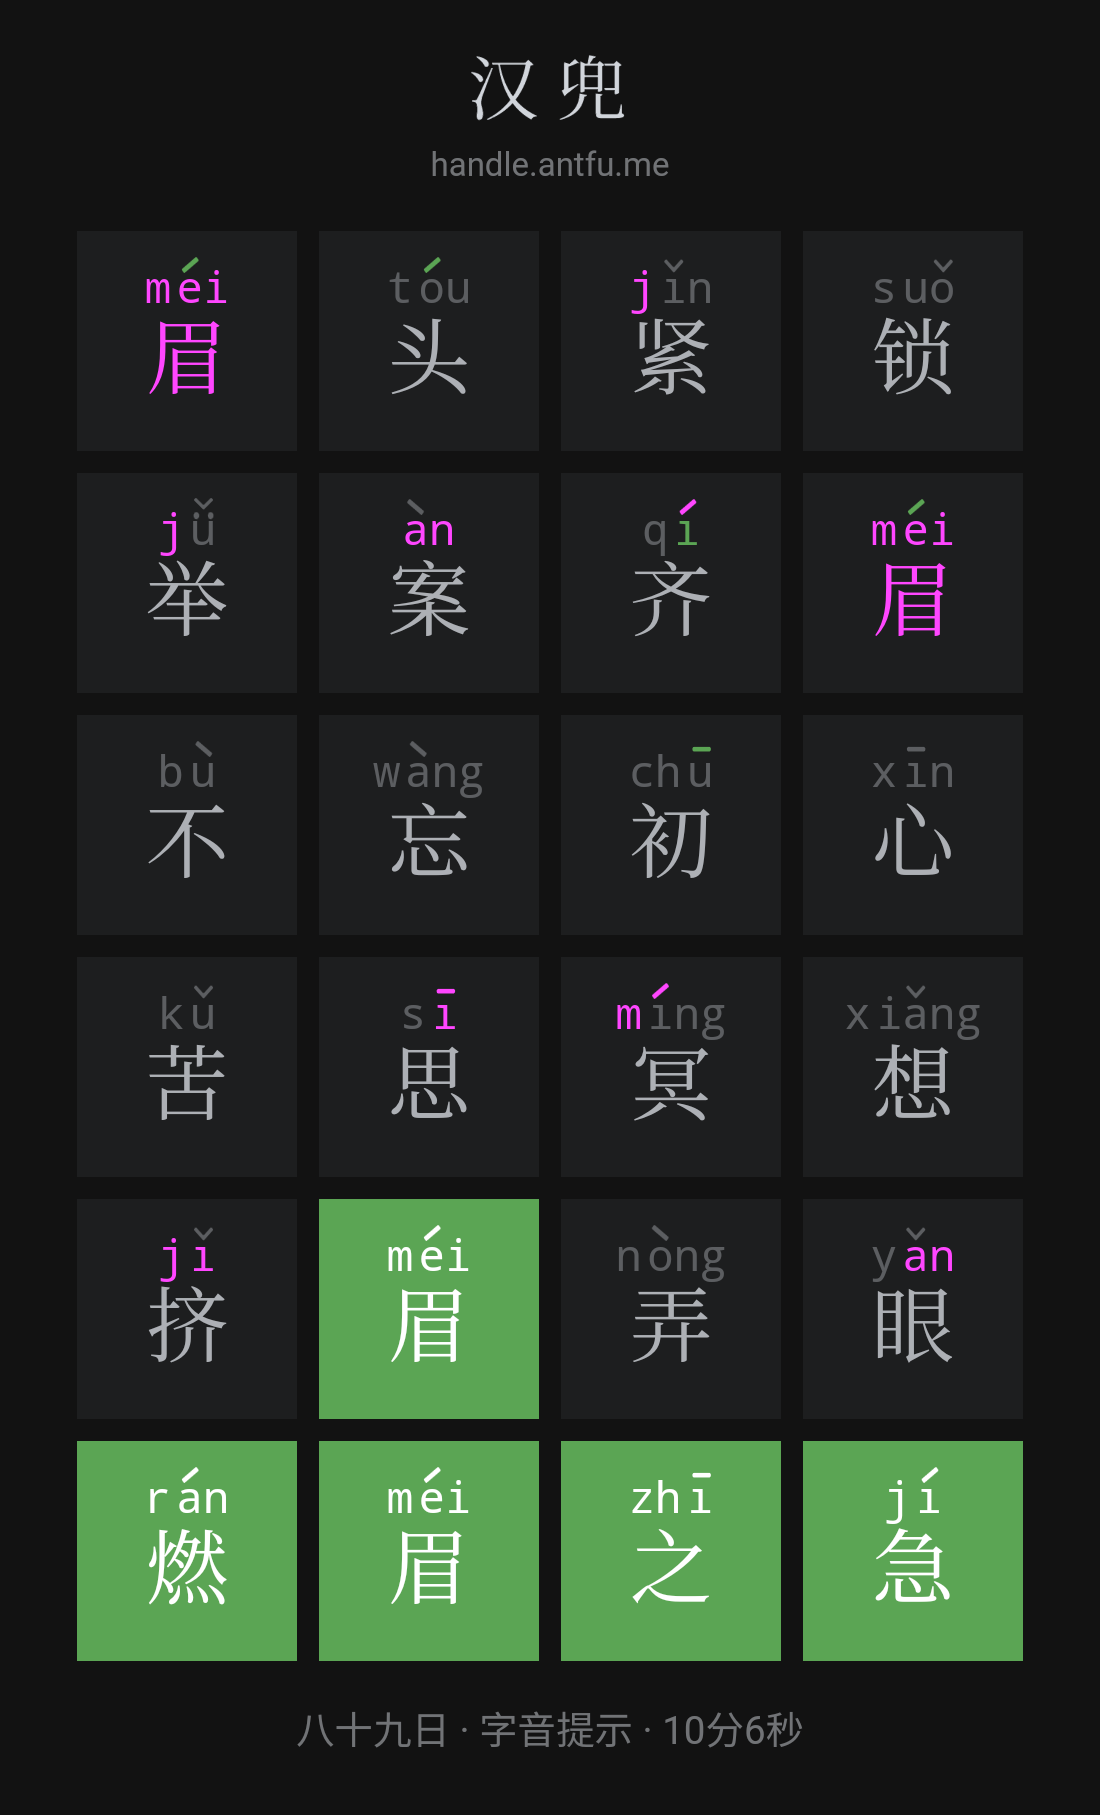 汉兜
handle.antfu.me
méi tóu jǐn suǒ
眉 头 紧 锁
jǚ àn qí méi
举 案 齐 眉
bù wàng chū xīn
不 忘 初 心
kǔ sī míng xiǎng
苦 思 冥 想
jǐ méi nòng yǎn
挤 眉 弄 眼
rán méi zhī jí
燃 眉 之 急
八十九日 · 字音提示 · 10分6秒